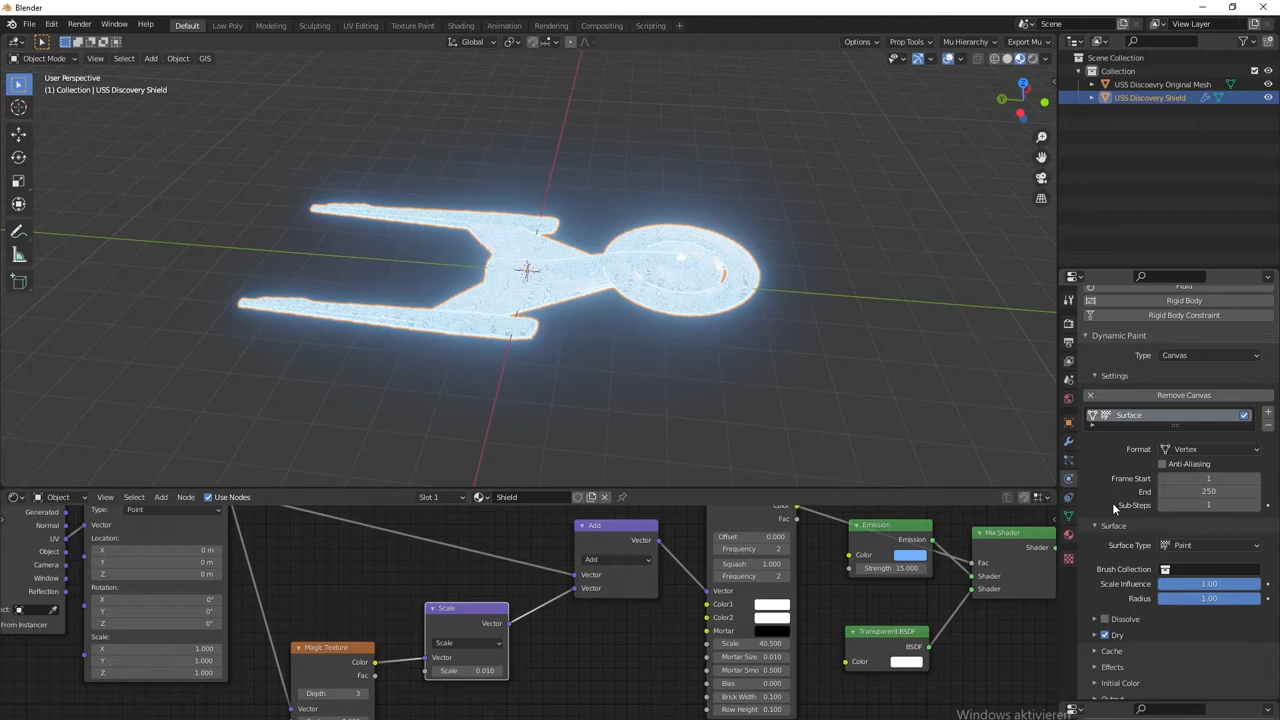 Blender
File Edit Render Window Help Default Low Poly Modeling Sculpting UV Editing Texture Paint Shading Animation Rendering Compositing Scripting + Scene View Layer
Global Options Prop Tools Mu Hierarchy Export Mu
Object Mode View Select Add Object GIS
User Perspective
(1) Collection | USS Discovery Shield
Z
Y
Scene Collection
Collection
USS Discoevry Original Mesh
USS Discovery Shield
Fluid
Rigid Body
Rigid Body Constraint
Dynamic Paint
Type Canvas
Settings
Remove Canvas
Surface
Format Vertex
Anti-Aliasing
Frame Start 1
End 250
Sub-Steps 1
Surface
Surface Type Paint
Brush Collection
Scale Influence 1.00
Radius 1.00
Dissolve
Dry
Cache
Effects
Initial Color
Object View Select Add Node Use Nodes Slot 1 Shield
Generated
Normal
UV
Object
Camera
Window
Reflection
From Instancer
Type: Point
Vector
Location:
X 0 m
Y 0 m
Z 0 m
Rotation:
X 0°
Y 0°
Z 0°
Scale:
X 1.000
Y 1.000
Z 1.000
Magic Texture
Color
Fac
Depth 3
Vector
Scale
Vector
Scale
Vector
Scale 0.010
Add
Vector
Add
Vector
Vector
Color
Fac
Offset 0.000
Frequency 2
Squash 1.000
Frequency 2
Vector
Color1
Color2
Mortar
Scale 40.500
Mortar Size 0.010
Mortar Smo 0.500
Bias 0.000
Brick Width 0.100
Row Height 0.100
Emission
Emission
Color
Strength 15.000
Transparent BSDF
BSDF
Color
Mix Shader
Shader
Fac
Shader
Shader
Windows aktivieren